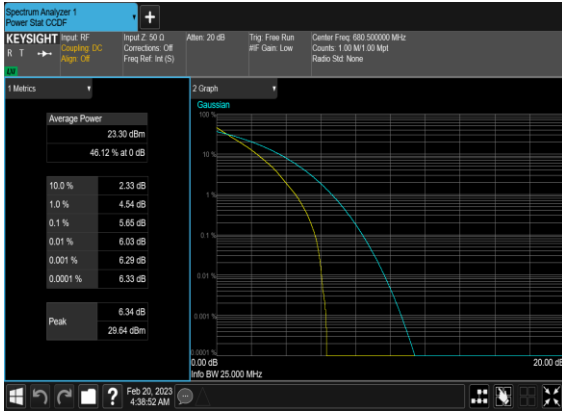 Spectrum Analyzer 1
Power Stat CCDF
+
KEYSIGHT Input: RF Input Z: 50 Ω Atten: 20 dB Trig: Free Run Center Freq: 680.500000 MHz
R T Coupling: DC Corrections: Off #IF Gain: Low Counts: 1.00 M/1.00 Mpt
Align: Off Freq Ref: Int (S) Radio Std: None
1 Metrics
2 Graph
Average Power
23.30 dBm
46.12 % at 0 dB
10.0 % 2.33 dB
1.0 % 4.54 dB
0.1 % 5.65 dB
0.01 % 6.03 dB
0.001 % 6.29 dB
0.0001 % 6.33 dB
Peak 6.34 dB
29.64 dBm
Gaussian
100 %
10 %
1 %
0.1 %
0.01 %
0.001 %
0.0001 %
0.00 dB 20.00 dB
Info BW 25.000 MHz
? Feb 20, 2023
4:38:52 AM